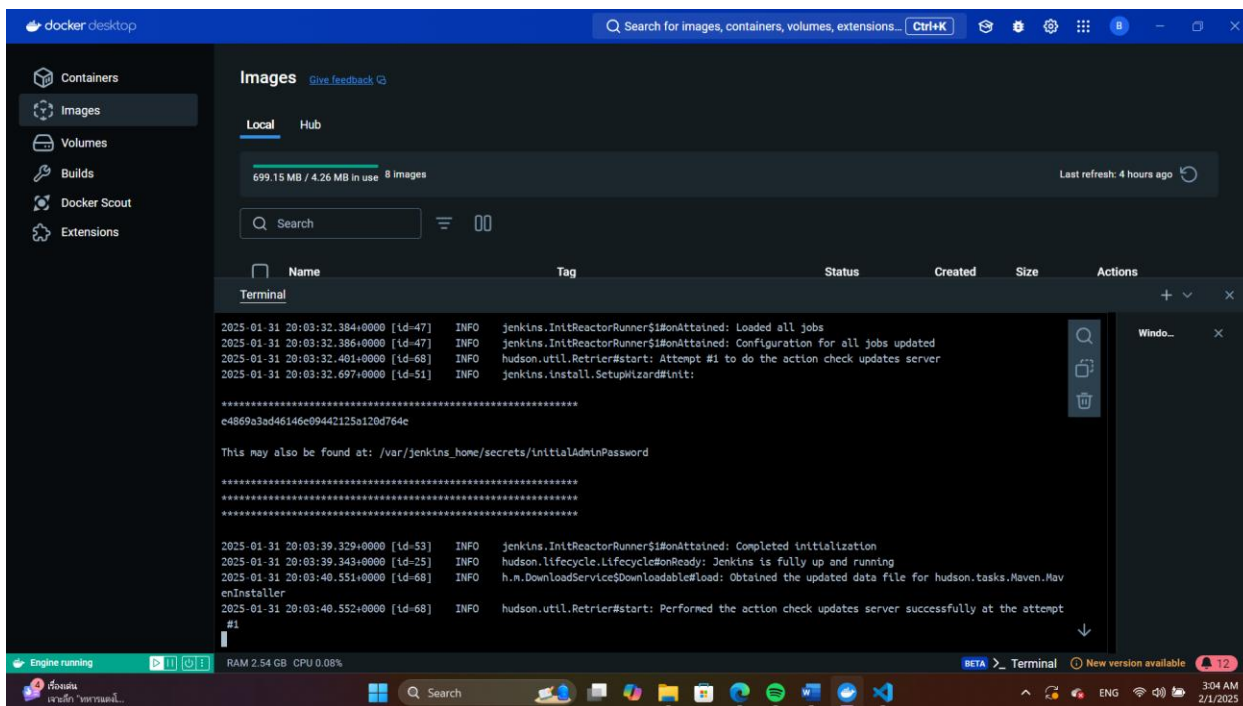 docker desktop
Search for images, containers, volumes, extensions... Ctrl+K
B
Containers
Images
Volumes
Builds
Docker Scout
Extensions
Images Give feedback
Local Hub
699.15 MB / 4.26 MB in use 8 images
Last refresh: 4 hours ago
Search
Name Tag Status Created Size Actions
Terminal
Windo...
2025-01-31 20:03:32.384+0000 [id=47] INFO jenkins.InitReactorRunner$1#onAttained: Loaded all jobs
2025-01-31 20:03:32.386+0000 [id=47] INFO jenkins.InitReactorRunner$1#onAttained: Configuration for all jobs updated
2025-01-31 20:03:32.401+0000 [id=68] INFO hudson.util.Retrier#start: Attempt #1 to do the action check updates server
2025-01-31 20:03:32.697+0000 [id=51] INFO jenkins.install.SetupWizard#init:
*************************************************************
e4869a3ad46146e09442125a120d764e
This may also be found at: /var/jenkins_home/secrets/initialAdminPassword
*************************************************************
*************************************************************
*************************************************************
2025-01-31 20:03:39.329+0000 [id=53] INFO jenkins.InitReactorRunner$1#onAttained: Completed initialization
2025-01-31 20:03:39.343+0000 [id=25] INFO hudson.lifecycle.Lifecycle#onReady: Jenkins is fully up and running
2025-01-31 20:03:40.551+0000 [id=68] INFO h.m.DownloadService$Downloadable#load: Obtained the updated data file for hudson.tasks.Maven.Mav
enInstaller
2025-01-31 20:03:40.552+0000 [id=68] INFO hudson.util.Retrier#start: Performed the action check updates server successfully at the attempt
#1
Engine running
RAM 2.54 GB CPU 0.08%
BETA >_ Terminal New version available 12
4
เรื่องเด่น
Search
ENG
3:04 AM
2/1/2025